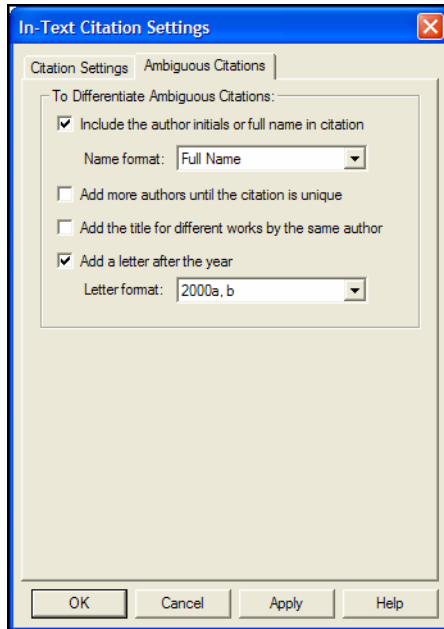 In-Text Citation Settings
Citation Settings Ambiguous Citations
To Differentiate Ambiguous Citations:
Include the author initials or full name in citation
Name format: Full Name
Add more authors until the citation is unique
Add the title for different works by the same author
Add a letter after the year
Letter format: 2000a, b
OK Cancel Apply Help